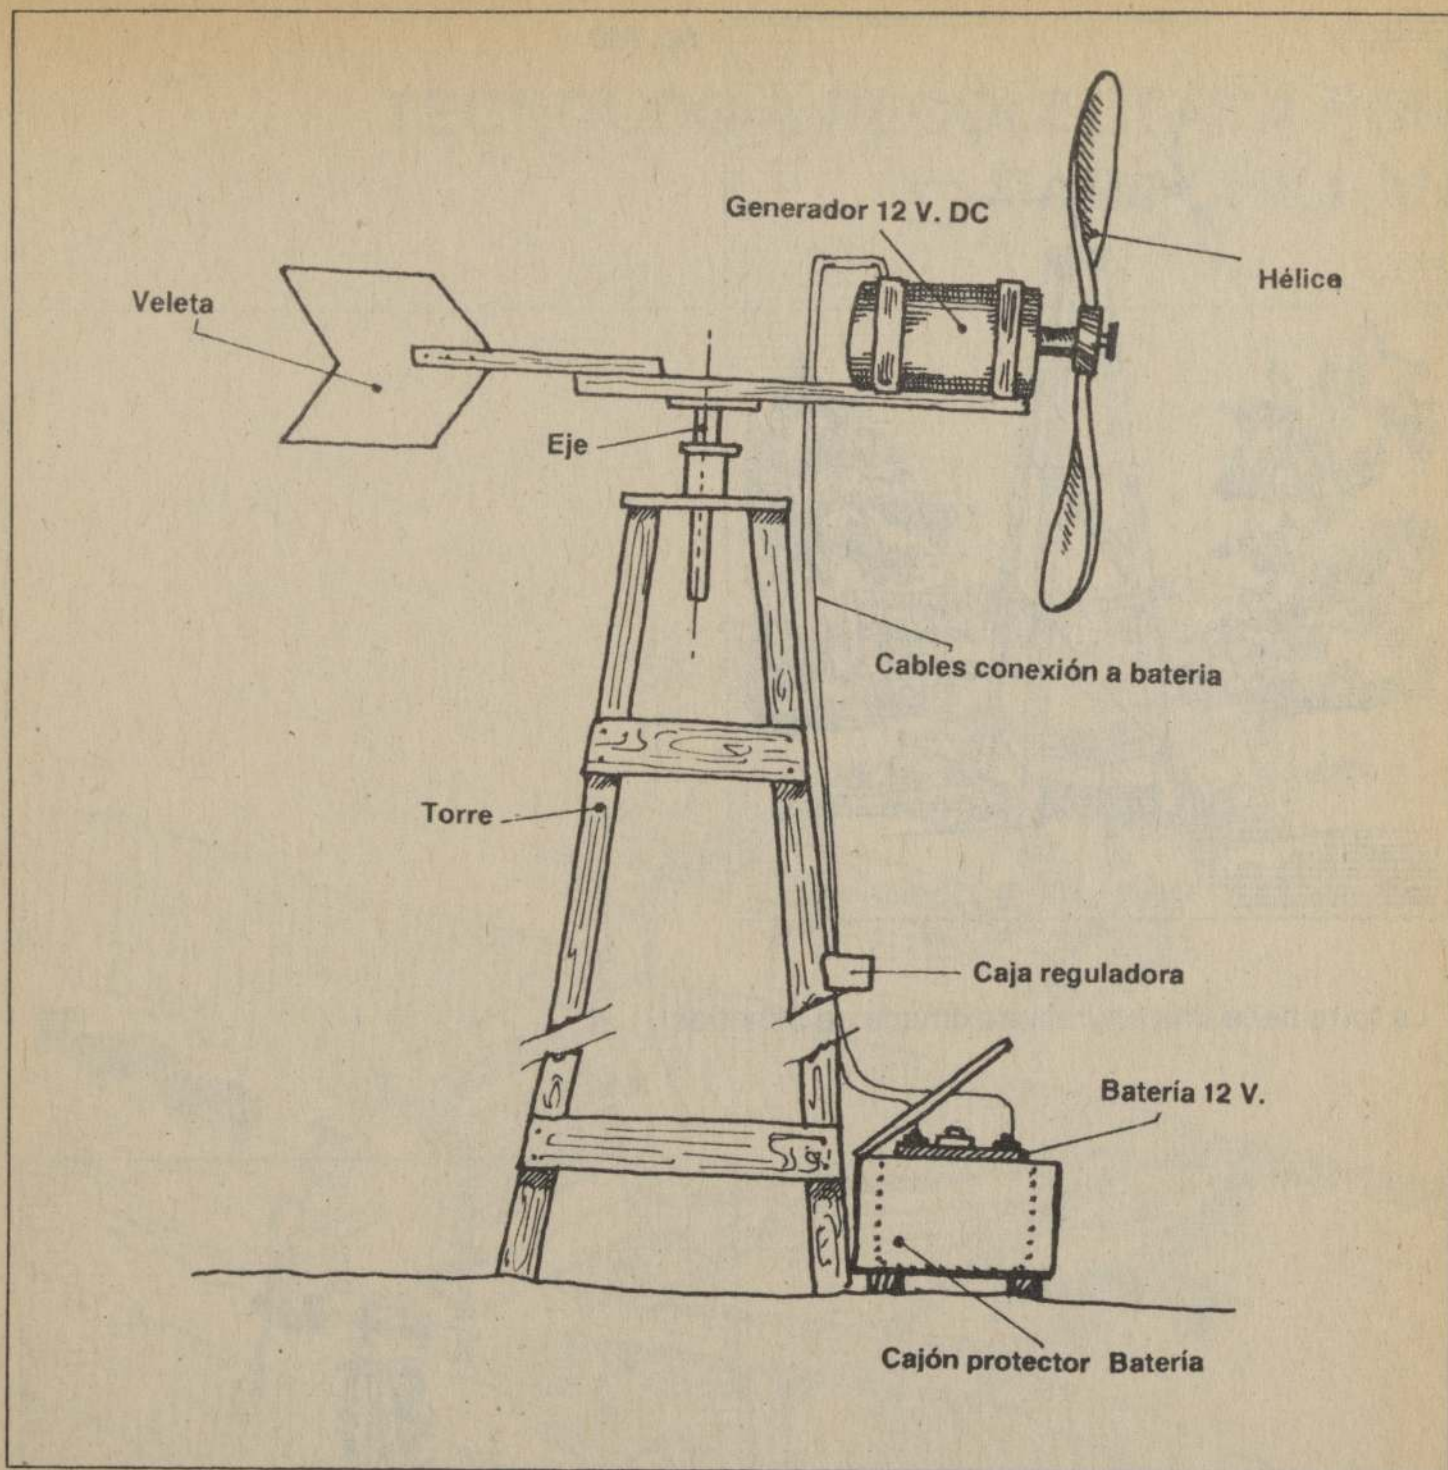 Generador 12 V. DC
Hélice
Veleta
Eje
Cables conexión a bateria
Torre
Caja reguladora
Batería 12 V.
Cajón protector Batería